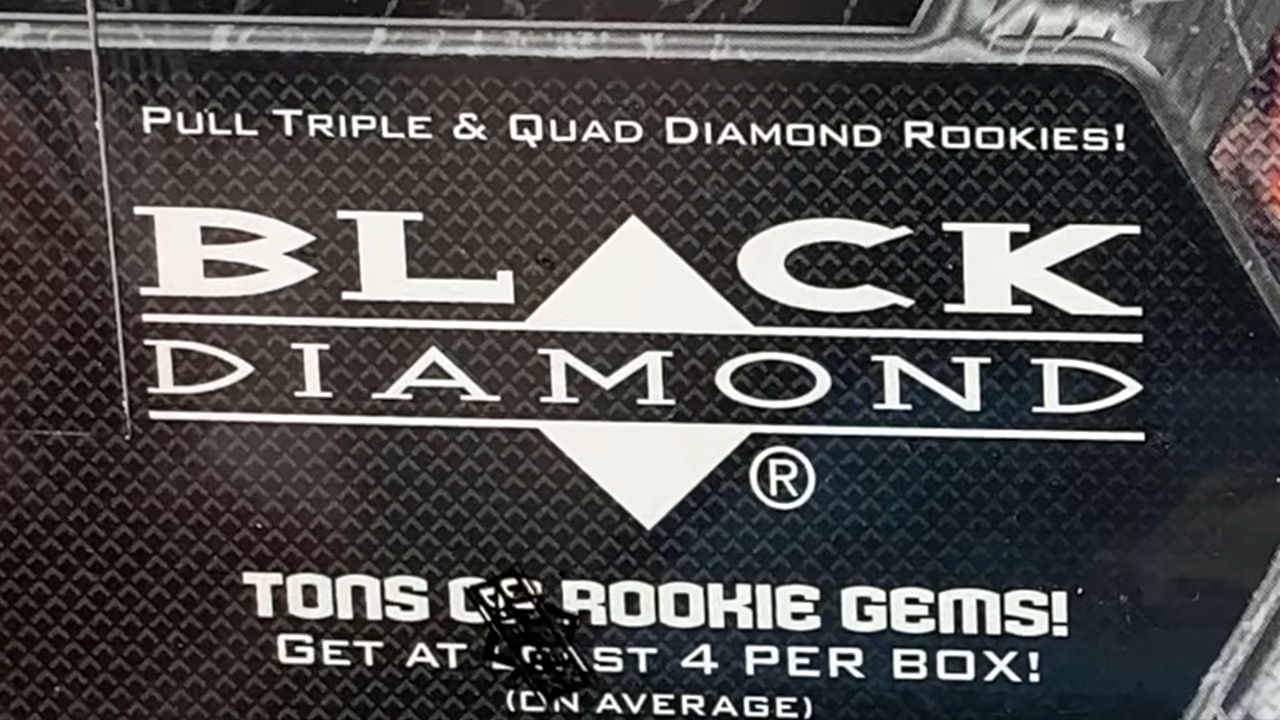 PULL TRIPLE & QUAD DIAMOND ROOKIES!
BLACK
DIAMOND
®
TONS OF ROOKIE GEMS!
GET AT LEAST 4 PER BOX!
(ON AVERAGE)